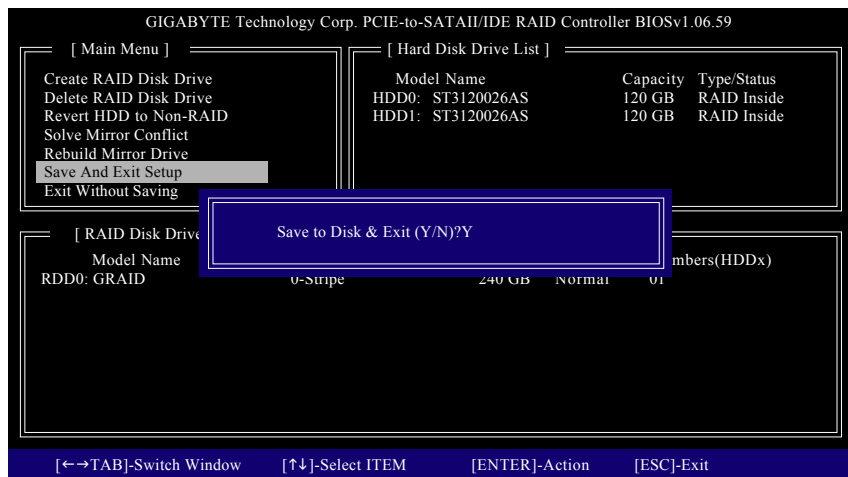 GIGABYTE Technology Corp. PCIE-to-SATAII/IDE RAID Controller BIOSv1.06.59
[ Main Menu ]
Create RAID Disk Drive
Delete RAID Disk Drive
Revert HDD to Non-RAID
Solve Mirror Conflict
Rebuild Mirror Drive
Save And Exit Setup
Exit Without Saving
[ Hard Disk Drive List ]
Model Name Capacity Type/Status
HDD0: ST3120026AS 120 GB RAID Inside
HDD1: ST3120026AS 120 GB RAID Inside
Save to Disk & Exit (Y/N)?Y
[ RAID Disk Drive
Model Name mbers(HDDx)
RDD0: GRAID 0-Stripe 240 GB Normal 01
[←→TAB]-Switch Window [↑↓]-Select ITEM [ENTER]-Action [ESC]-Exit